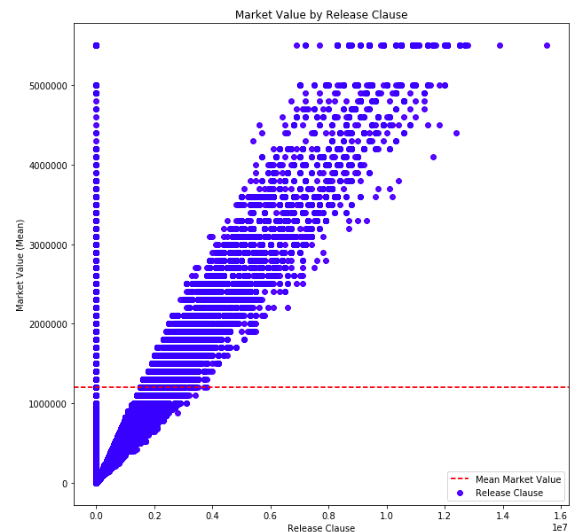 Market Value by Release Clause
Market Value (Mean)
5000000
4000000
3000000
2000000
1000000
0
0.0 0.2 0.4 0.6 0.8 1.0 1.2 1.4 1.6
1e7
Release Clause
Mean Market Value
Release Clause